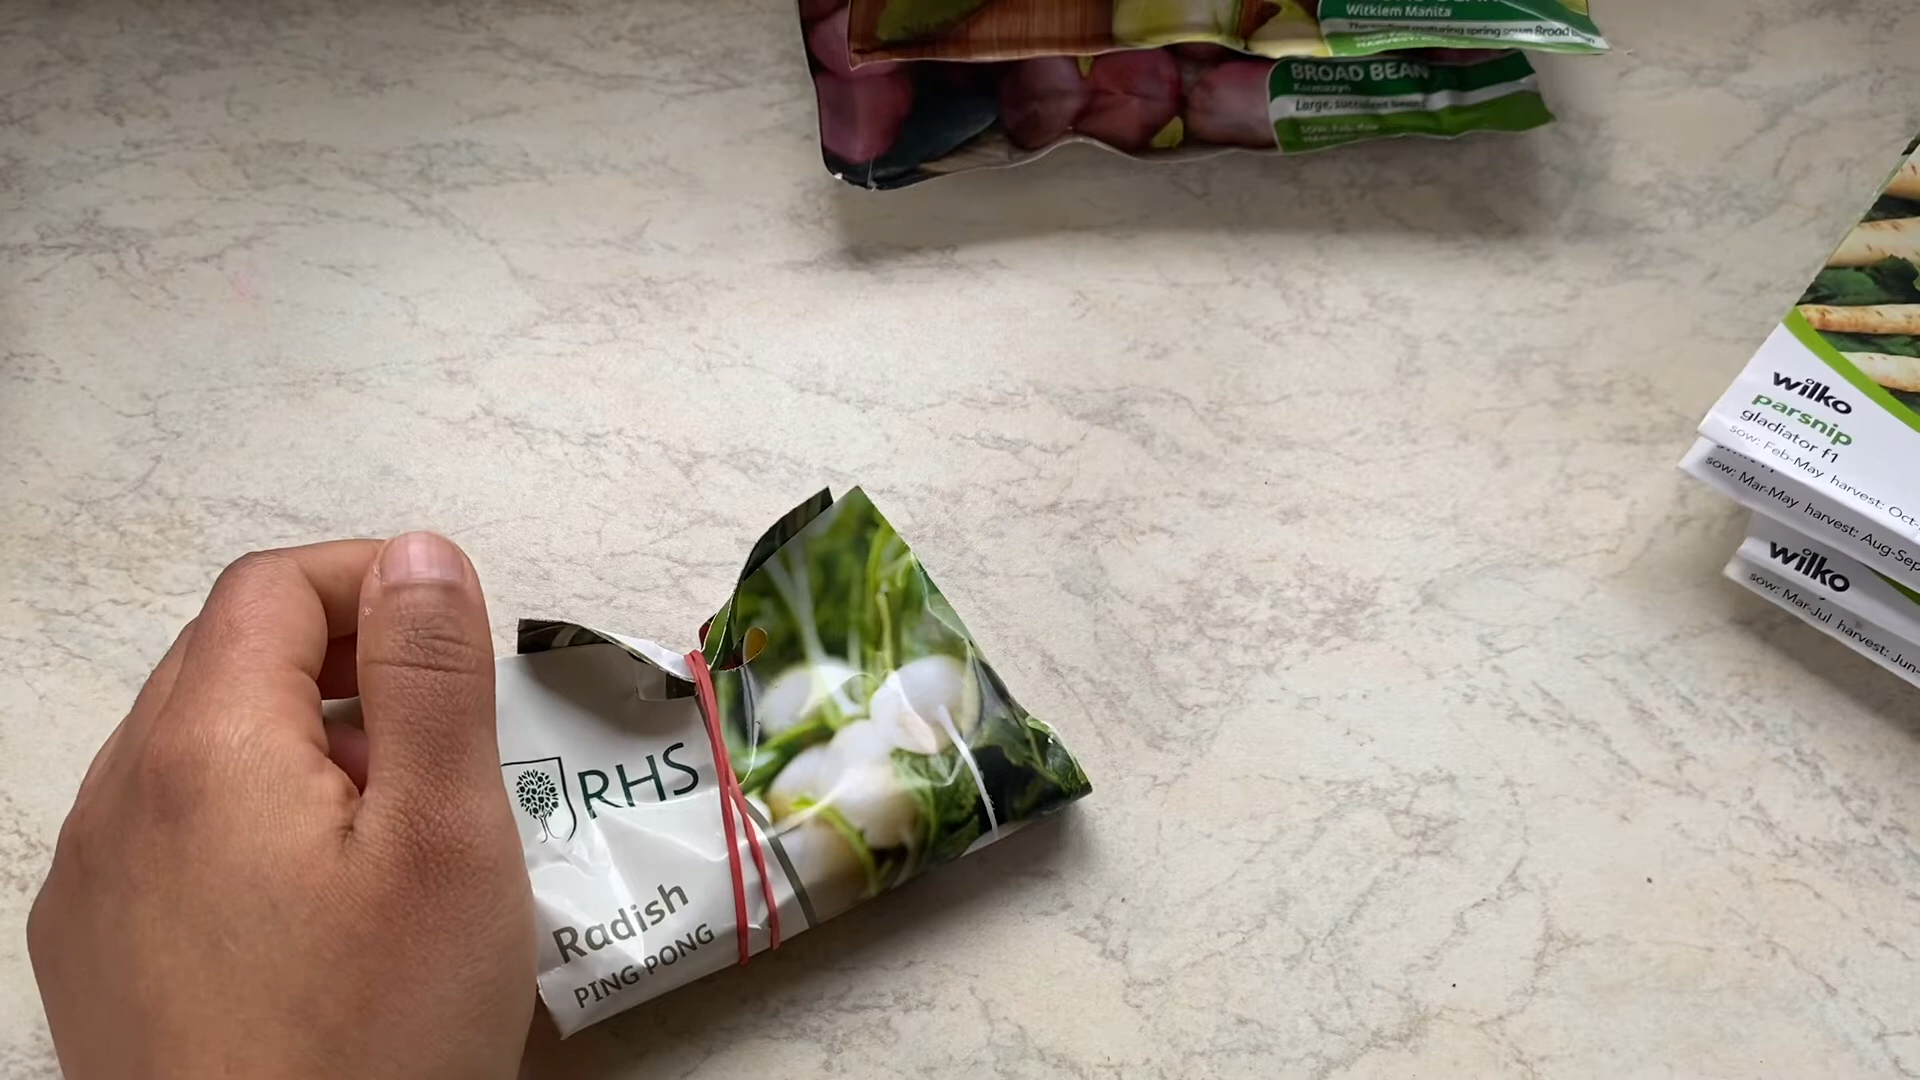 Witkiem Manita
BROAD BEAN
Karmazyn
Large, succulent beans
wilko
parsnip
gladiator f1
sow: Feb-May harvest: Oct-
sow: Mar-May harvest: Aug-Sep
wilko
sow: Mar-Jul harvest: Jun-
RHS
Radish
PING PONG